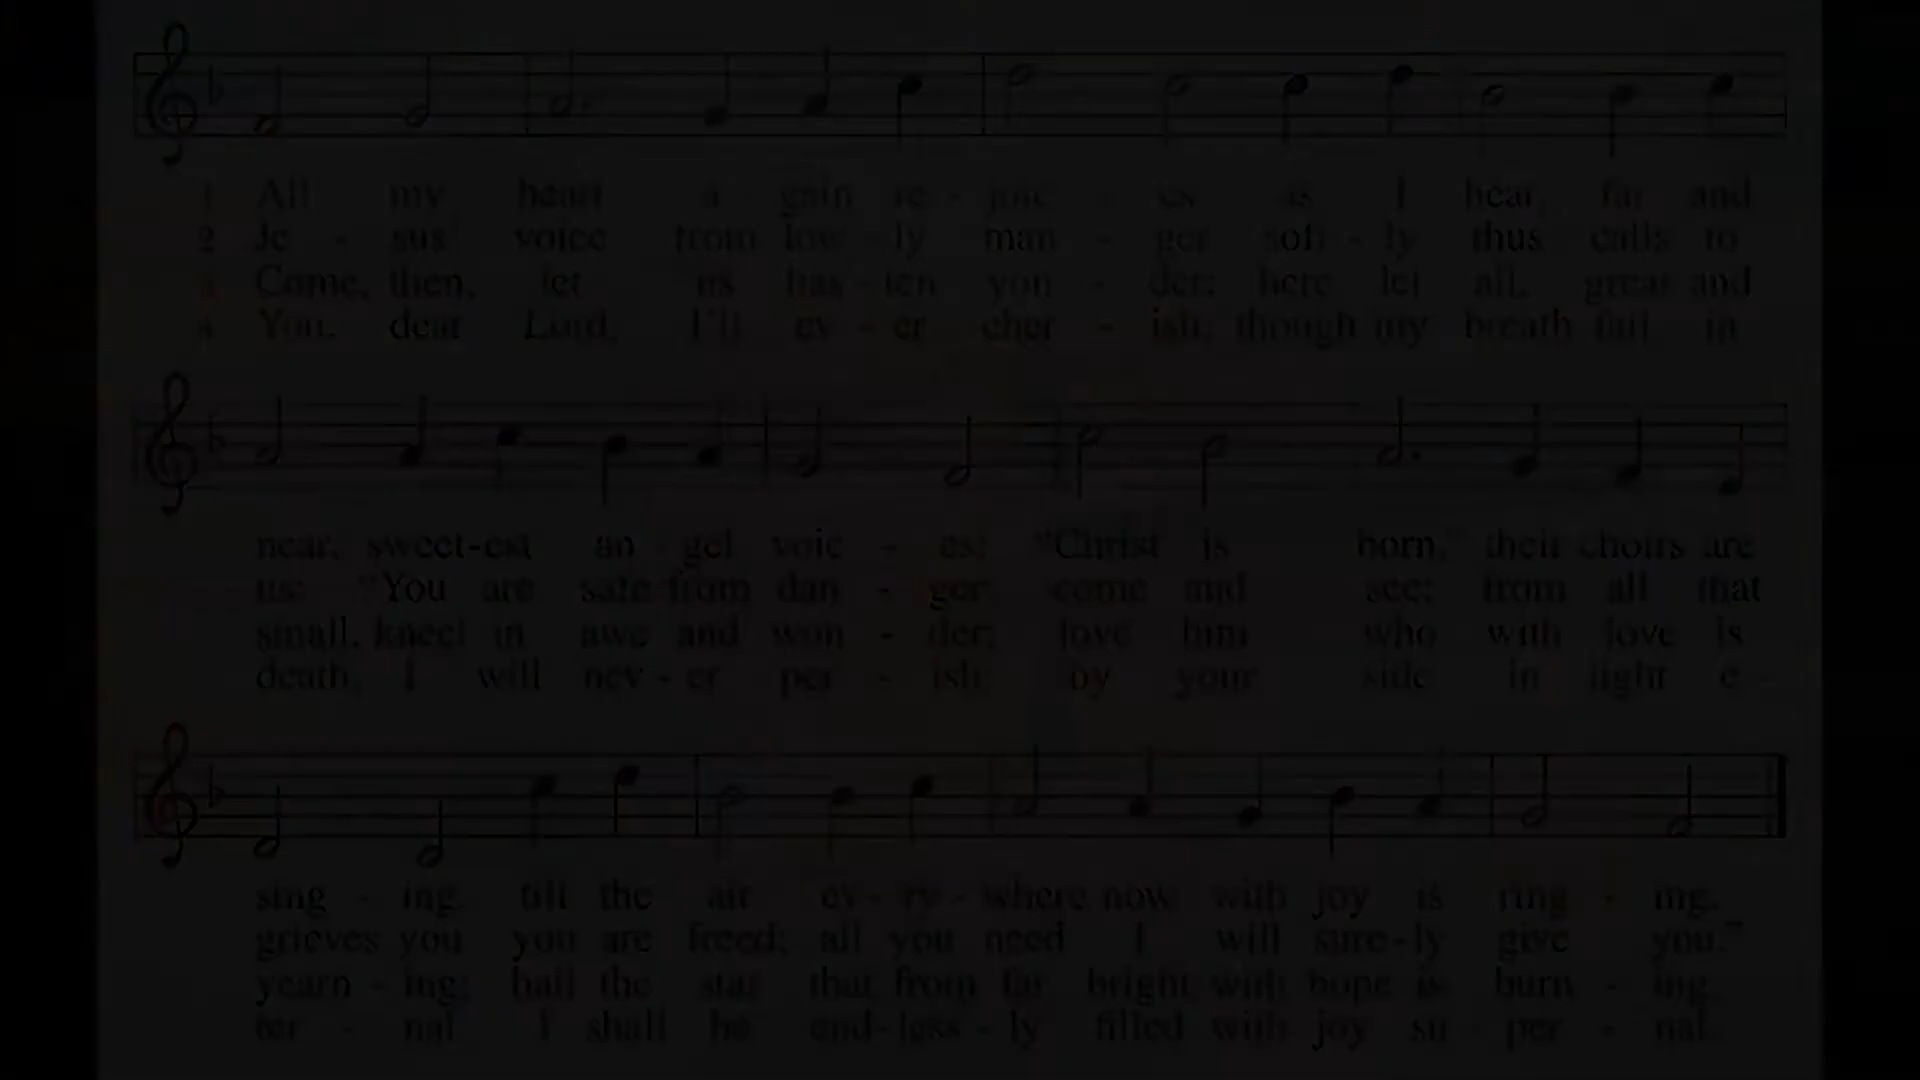 1 All my heart a - gain re - joic - es as I hear, far and
2 Je - sus' voice from low - ly man - ger soft - ly thus calls to
3 Come, then, let us has - ten yon - der; here let all, great and
4 You, dear Lord, I'll ev - er cher - ish; though my breath fail in
near, sweet-est an - gel voic - es: "Christ is born," their choirs are
us: "You are safe from dan - ger; come and see; from all that
small, kneel in awe and won - der; love him who with love is
death, I will nev - er per - ish; by your side in light e -
sing - ing, till the air ev - ry - where now with joy is ring - ing.
grieves you you are freed; all you need I will sure - ly give you."
yearn - ing; hail the star that from far bright with hope is burn - ing.
ter - nal I shall be end - less - ly filled with joy su - per - nal.